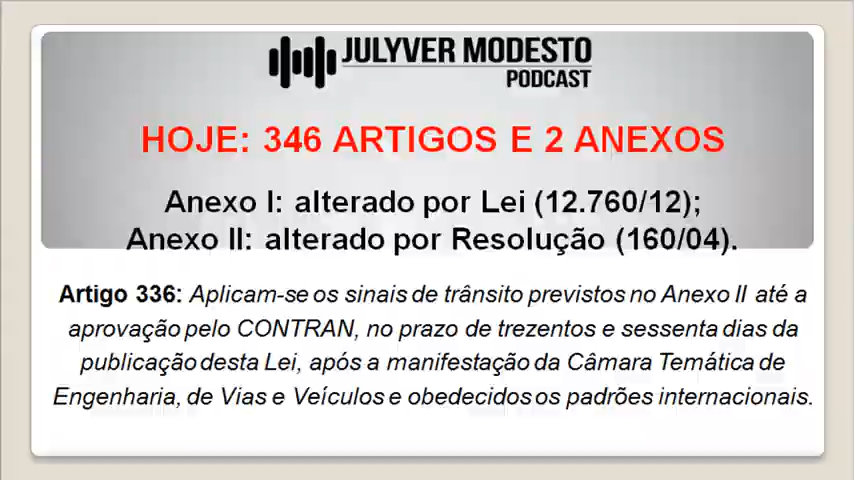 JULYVER MODESTO
PODCAST
HOJE: 346 ARTIGOS E 2 ANEXOS
Anexo I: alterado por Lei (12.760/12);
Anexo II: alterado por Resolução (160/04).
Artigo 336: Aplicam-se os sinais de trânsito previstos no Anexo II até a
aprovação pelo CONTRAN, no prazo de trezentos e sessenta dias da
publicação desta Lei, após a manifestação da Câmara Temática de
Engenharia, de Vias e Veículos e obedecidos os padrões internacionais.